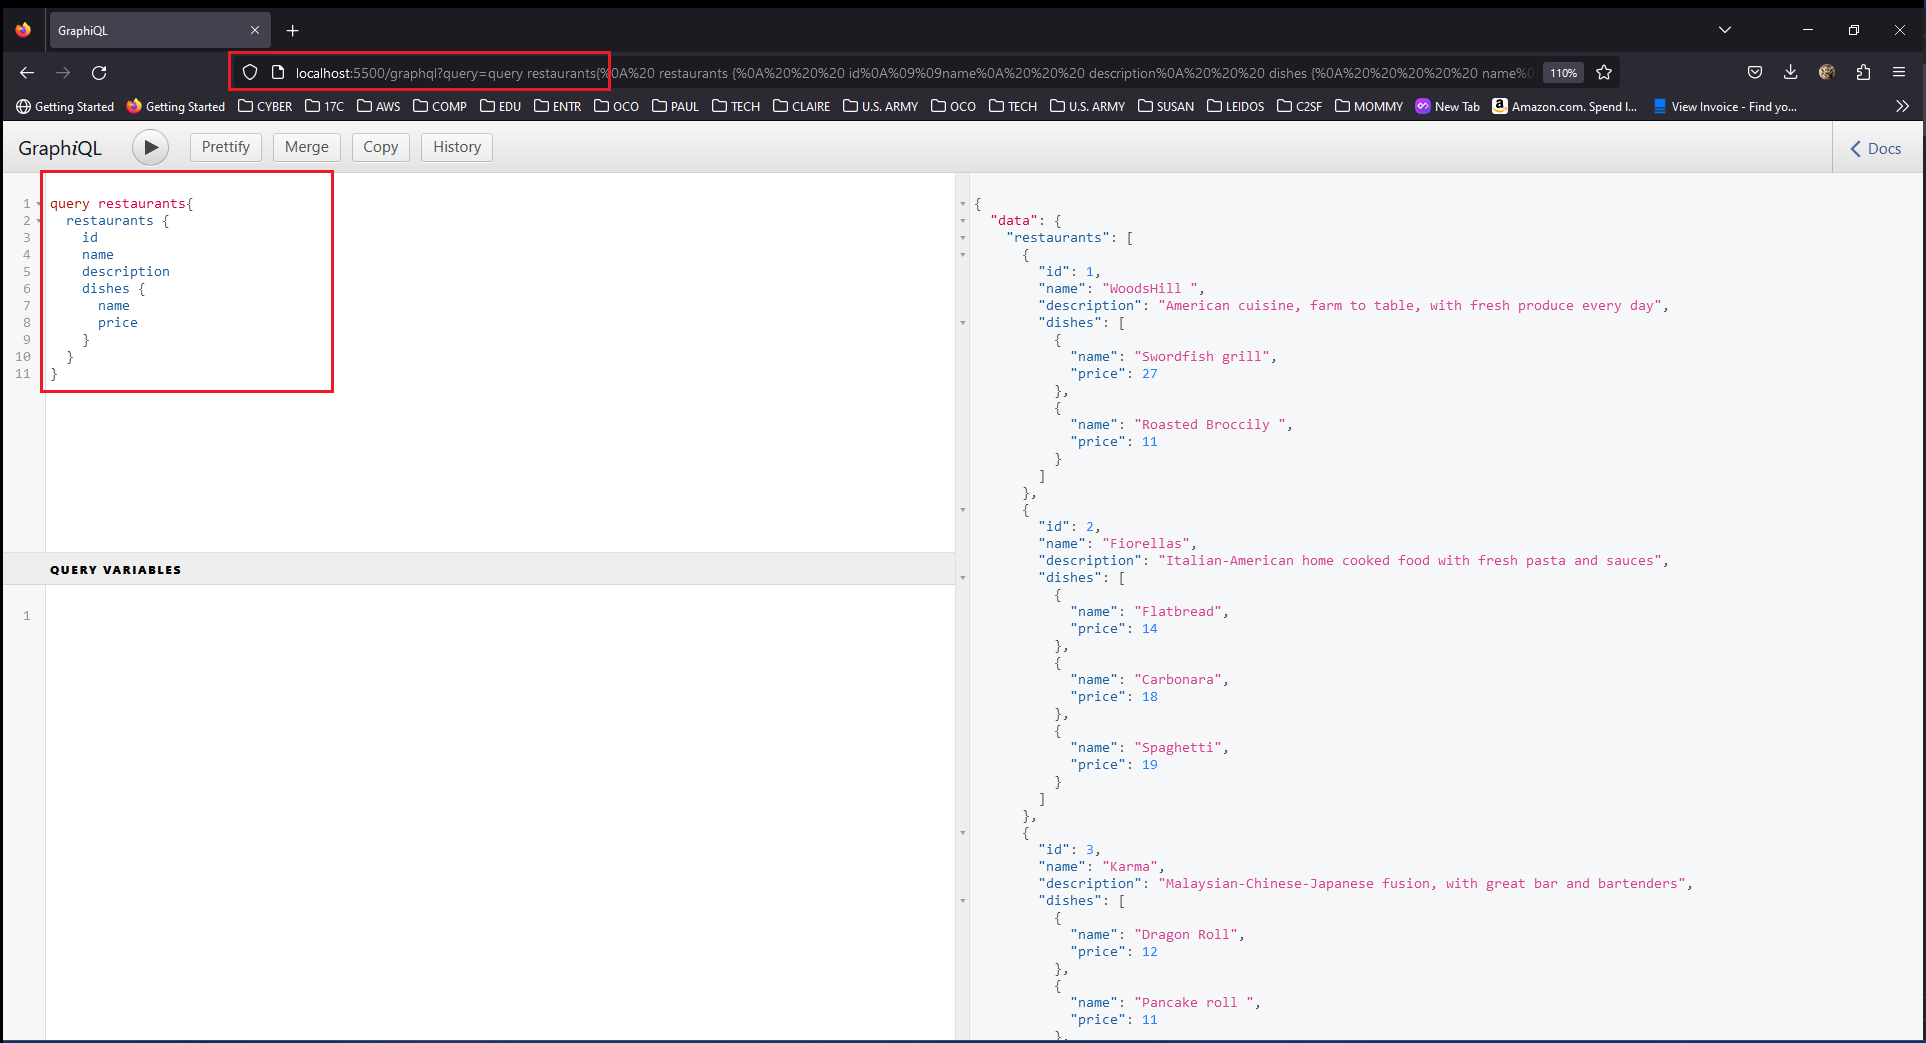 GraphiQL
localhost:5500/graphql?query=query restaurants{%0A%20 restaurants {%0A%20%20%20 id%0A%09%09name%0A%20%20%20 description%0A%20%20%20 dishes {%0A%20%20%20%20%20 name%0
110%
Getting Started Getting Started CYBER 17C AWS COMP EDU ENTR OCO PAUL TECH CLAIRE U.S. ARMY OCO TECH U.S. ARMY SUSAN LEIDOS C2SF MOMMY New Tab Amazon.com. Spend l... View Invoice - Find yo...
GraphiQL Prettify Merge Copy History Docs
1 query restaurants{
2 restaurants {
3 id
4 name
5 description
6 dishes {
7 name
8 price
9 }
10 }
11 }
QUERY VARIABLES
1
{
"data": {
"restaurants": [
{
"id": 1,
"name": "WoodsHill ",
"description": "American cuisine, farm to table, with fresh produce every day",
"dishes": [
{
"name": "Swordfish grill",
"price": 27
},
{
"name": "Roasted Broccily ",
"price": 11
}
]
},
{
"id": 2,
"name": "Fiorellas",
"description": "Italian-American home cooked food with fresh pasta and sauces",
"dishes": [
{
"name": "Flatbread",
"price": 14
},
{
"name": "Carbonara",
"price": 18
},
{
"name": "Spaghetti",
"price": 19
}
]
},
{
"id": 3,
"name": "Karma",
"description": "Malaysian-Chinese-Japanese fusion, with great bar and bartenders",
"dishes": [
{
"name": "Dragon Roll",
"price": 12
},
{
"name": "Pancake roll ",
"price": 11
},